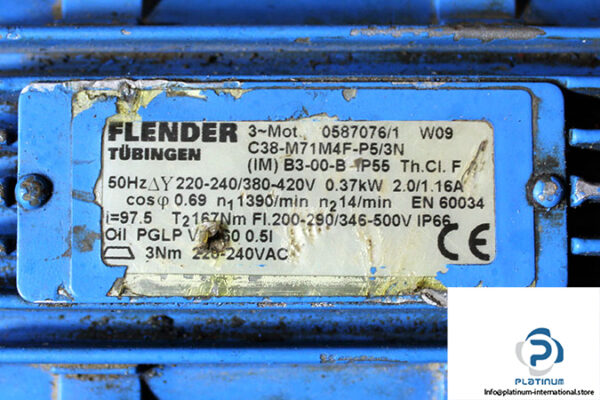 FLENDER
TÜBINGEN
3~Mot. 0587076/1 W09
C38-M71M4F-P5/3N
(IM) B3-00-B IP55 Th.Cl. F
50Hz ΔY 220-240/380-420V 0.37kW 2.0/1.16A
cosφ 0.69 n1 1390/min n2 14/min EN 60034
i=97.5 T2 167Nm FI.200-290/346-500V IP66
Oil PGLP 0.5l
3Nm 220-240VAC
CE
PLATINUM
Info@platinum-international.store